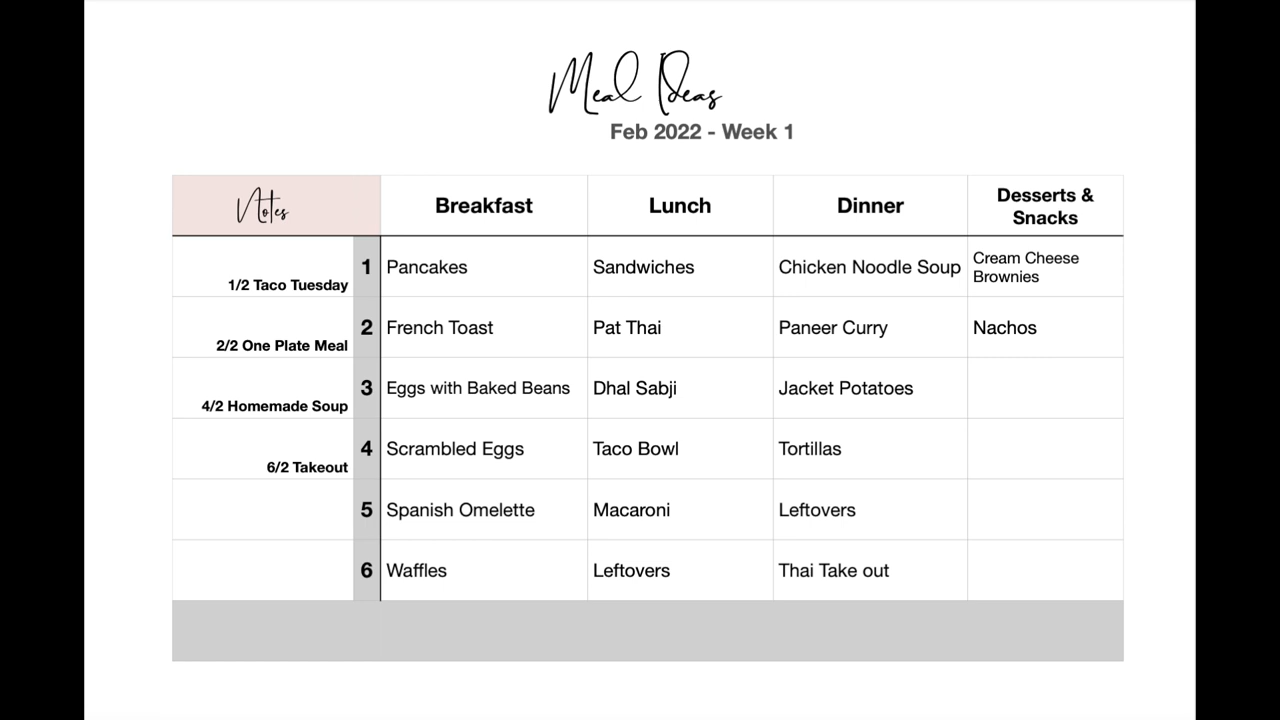 Meal Ideas
Feb 2022 - Week 1
Notes Breakfast Lunch Dinner Desserts & Snacks
1/2 Taco Tuesday 1 Pancakes Sandwiches Chicken Noodle Soup Cream Cheese Brownies
2/2 One Plate Meal 2 French Toast Pat Thai Paneer Curry Nachos
4/2 Homemade Soup 3 Eggs with Baked Beans Dhal Sabji Jacket Potatoes
6/2 Takeout 4 Scrambled Eggs Taco Bowl Tortillas
5 Spanish Omelette Macaroni Leftovers
6 Waffles Leftovers Thai Take out